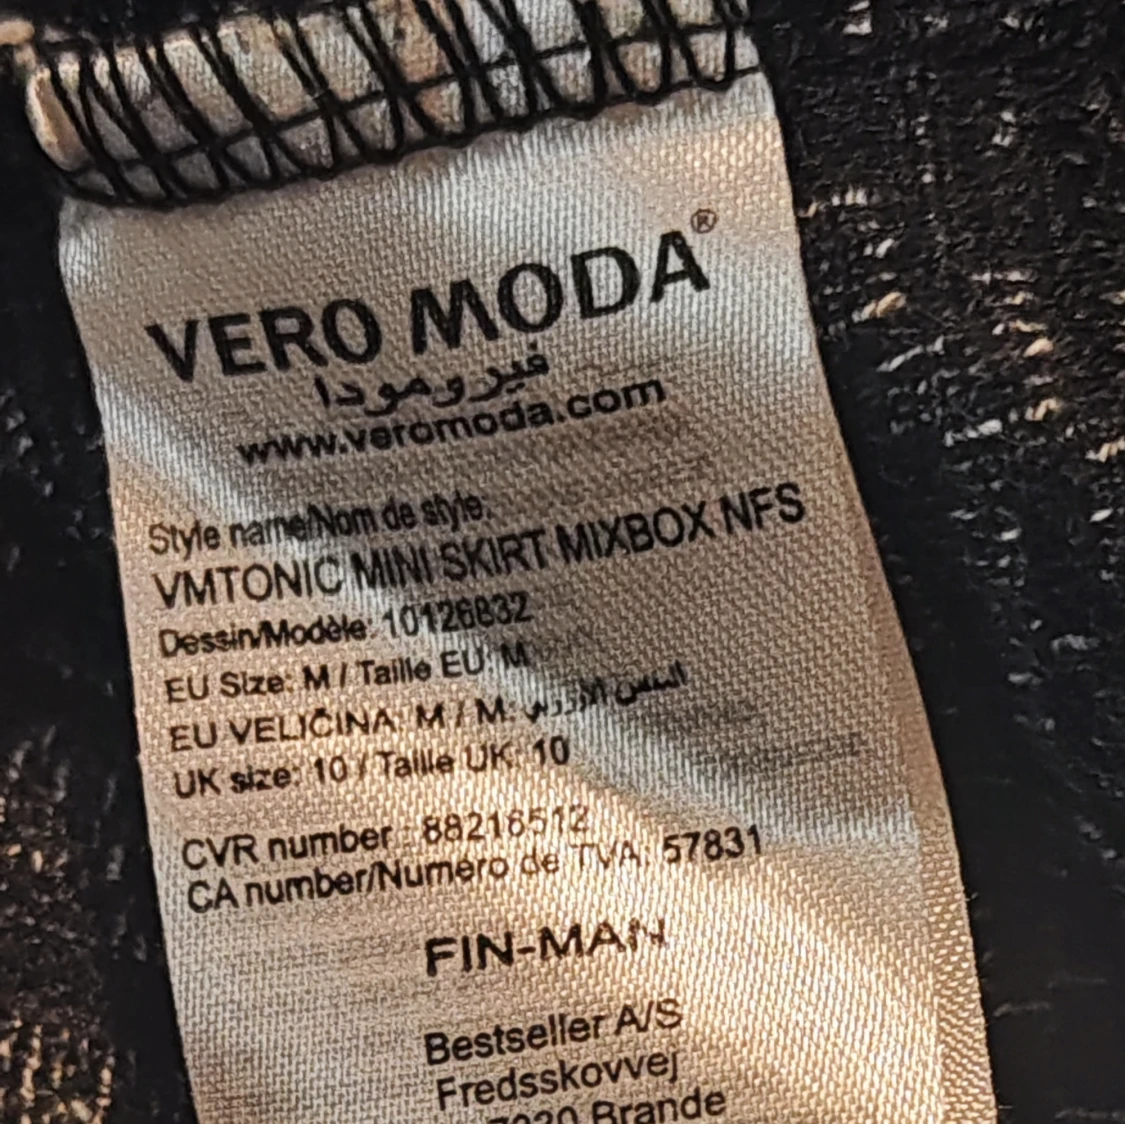 VERO MODA®
فيرومودا
www.veromoda.com
Style name/Nom de style:
VMTONIC MINI SKIRT MIXBOX NFS
Dessin/Modèle: 10126832
EU Size: M / Taille EU: M
EU VELIČINA: M / M:
UK size: 10 / Taille UK: 10
CVR number : 88216512
CA number/Numéro de TVA: 57831
FIN-MAN
Bestseller A/S
Fredsskovvej
Brande